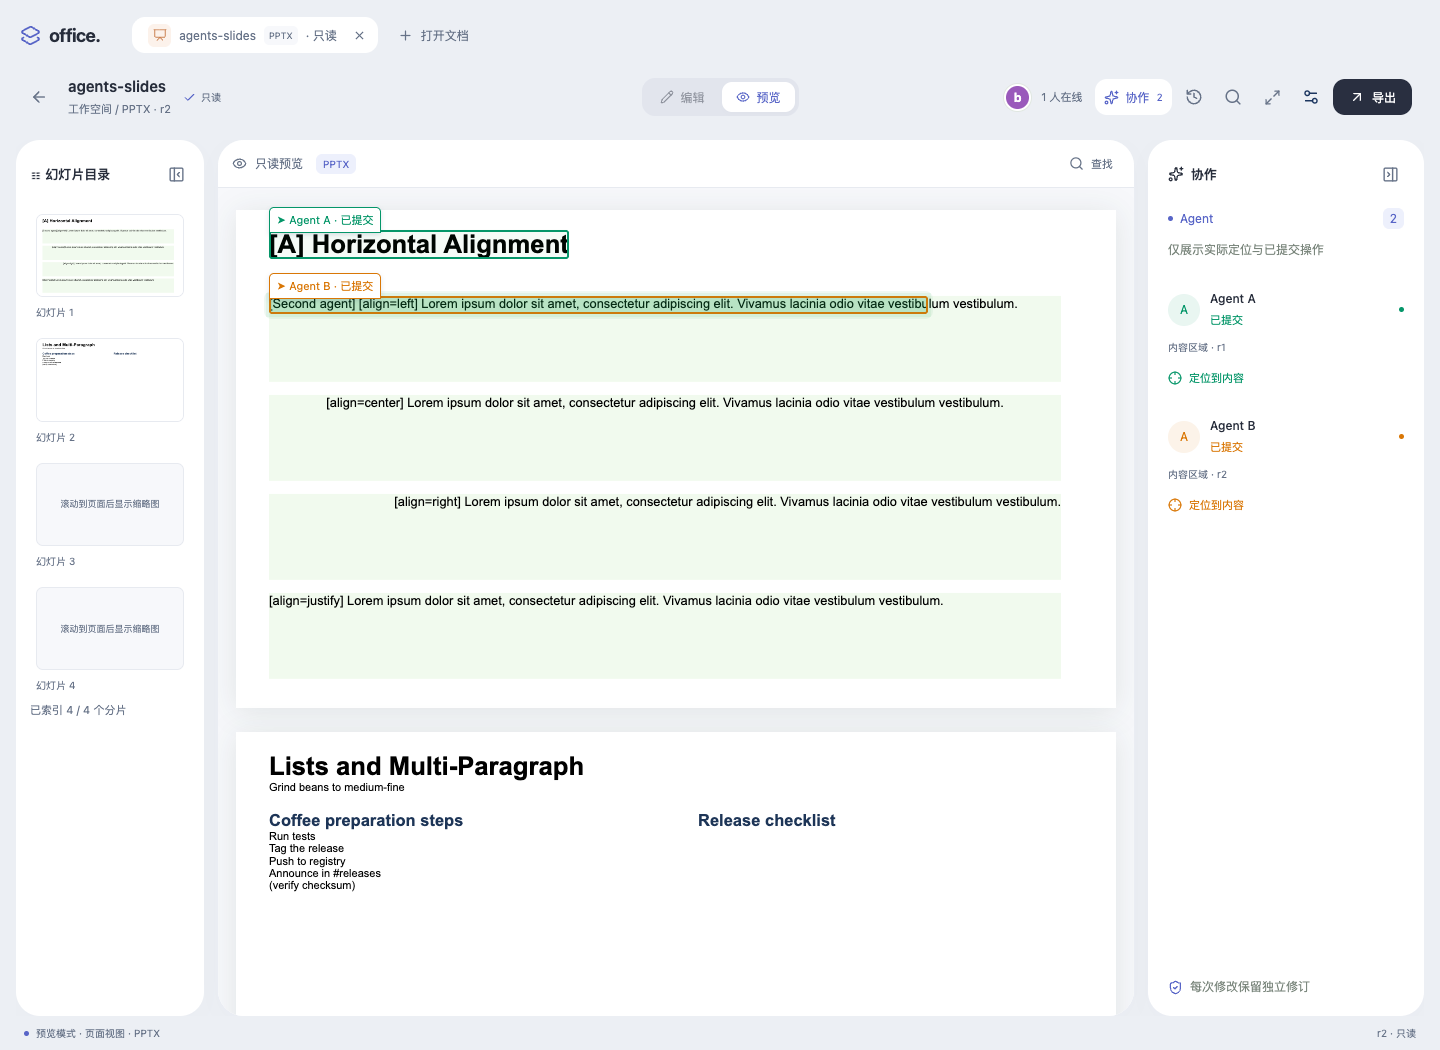 office.
agents-slides PPTX · 只读
打开文档
agents-slides
工作空间 / PPTX · r2
只读
编辑
预览
b
1 人在线
协作 2
导出
幻灯片目录
[A] Horizontal Alignment
幻灯片 1
Lists and Multi-Paragraph
Coffee preparation steps
Release checklist
幻灯片 2
滚动到页面后显示缩略图
幻灯片 3
滚动到页面后显示缩略图
幻灯片 4
已索引 4 / 4 个分片
只读预览 PPTX
查找
Agent A · 已提交
[A] Horizontal Alignment
Agent B · 已提交
[Second agent] [align=left] Lorem ipsum dolor sit amet, consectetur adipiscing elit. Vivamus lacinia odio vitae vestibulum vestibulum.
[align=center] Lorem ipsum dolor sit amet, consectetur adipiscing elit. Vivamus lacinia odio vitae vestibulum vestibulum.
[align=right] Lorem ipsum dolor sit amet, consectetur adipiscing elit. Vivamus lacinia odio vitae vestibulum vestibulum.
[align=justify] Lorem ipsum dolor sit amet, consectetur adipiscing elit. Vivamus lacinia odio vitae vestibulum vestibulum.
Lists and Multi-Paragraph
Grind beans to medium-fine
Coffee preparation steps
Run tests
Tag the release
Push to registry
Announce in #releases
(verify checksum)
Release checklist
协作
Agent 2
仅展示实际定位与已提交操作
A
Agent A
已提交
内容区域 · r1
定位到内容
A
Agent B
已提交
内容区域 · r2
定位到内容
每次修改保留独立修订
预览模式 · 页面视图 · PPTX
r2 · 只读